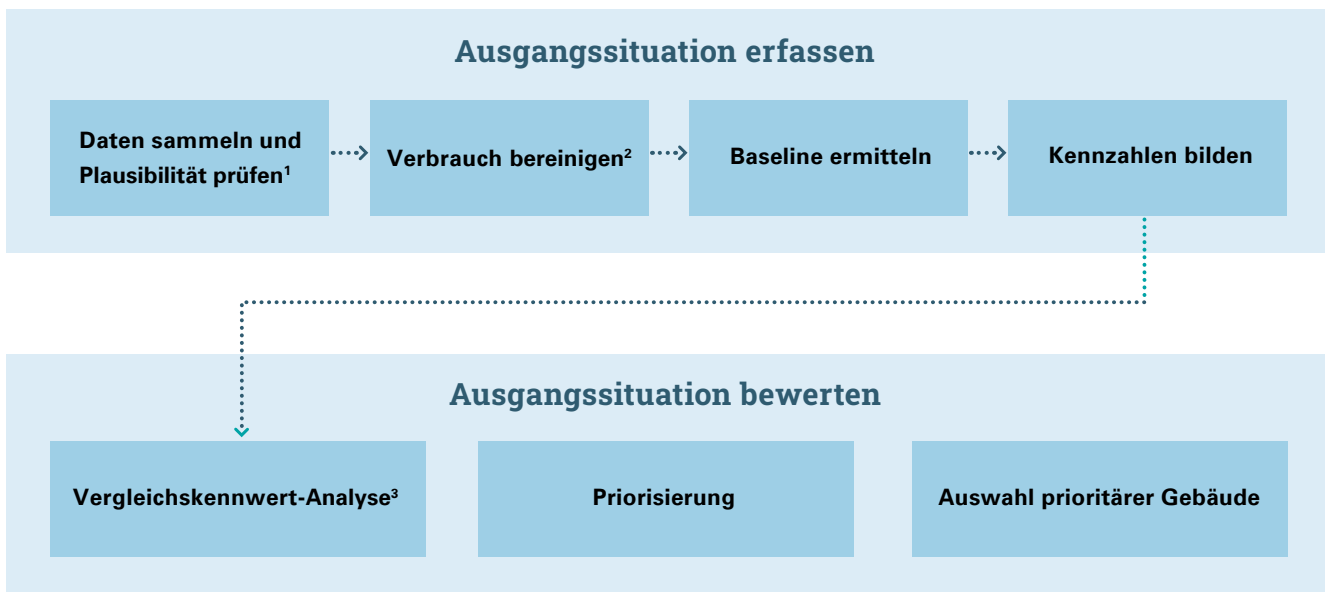 Ausgangssituation erfassen
Daten sammeln und
Plausibilität prüfen¹
Verbrauch bereinigen²
Baseline ermitteln
Kennzahlen bilden
Ausgangssituation bewerten
Vergleichskennwert-Analyse³
Priorisierung
Auswahl prioritärer Gebäude